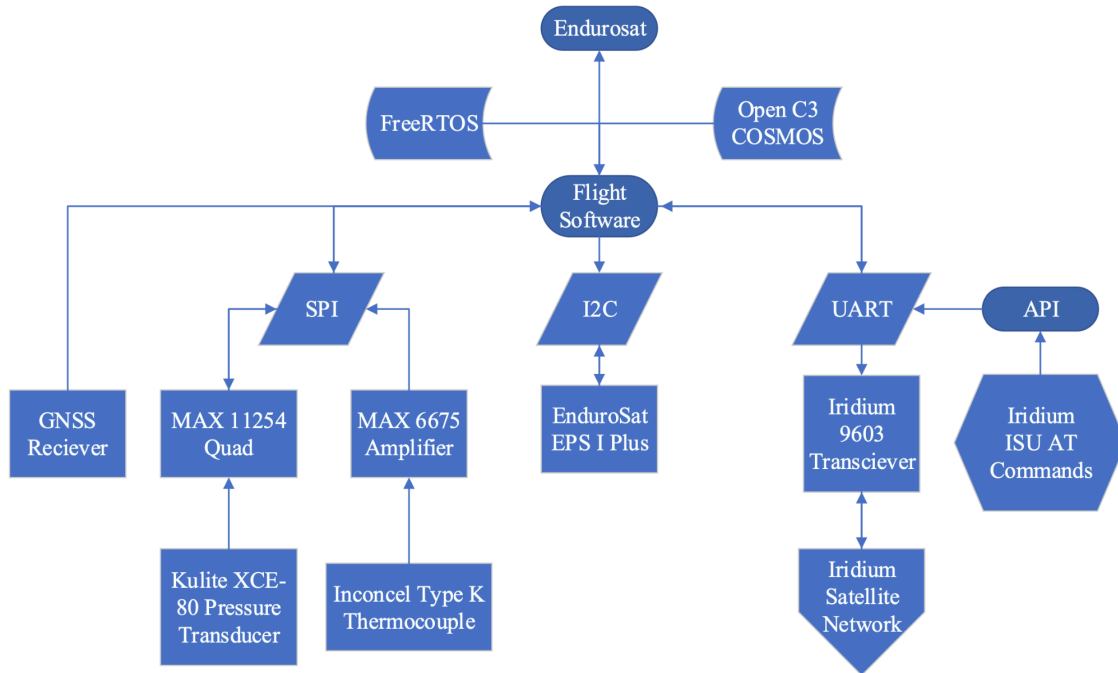 Endurosat
FreeRTOS
Open C3
COSMOS
Flight
Software
SPI
I2C
UART
API
GNSS
Reciever
MAX 11254
Quad
MAX 6675
Amplifier
EnduroSat
EPS I Plus
Iridium
9603
Transciever
Iridium
ISU AT
Commands
Kulite XCE-
80 Pressure
Transducer
Inconcel Type K
Thermocouple
Iridium
Satellite
Network